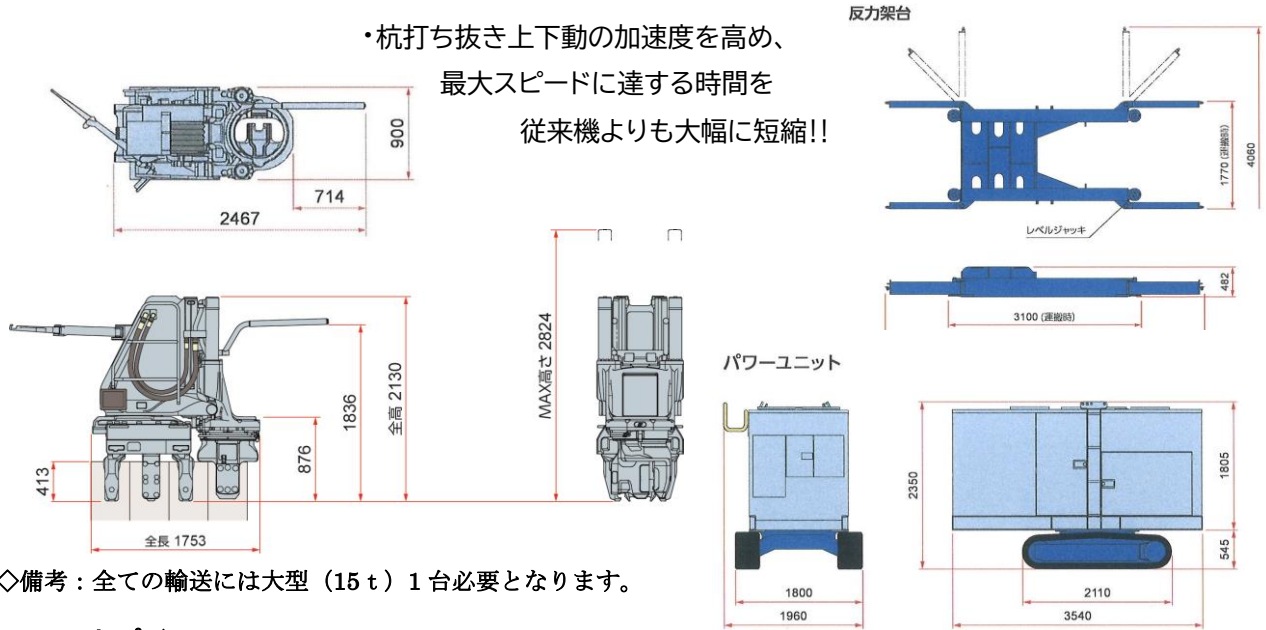 反力架台
・杭打ち抜き上下動の加速度を高め、
最大スピードに達する時間を
従来機よりも大幅に短縮!!
900
714
2467
1770 (運搬時)
4060
レベルジャッキ
482
3100 (運搬時)
MAX高さ 2824
全高 2130
1836
876
413
全長 1753
パワーユニット
2350
1805
545
1800
1960
2110
3540
◇備考：全ての輸送には大型（15ｔ）1 台必要となります。